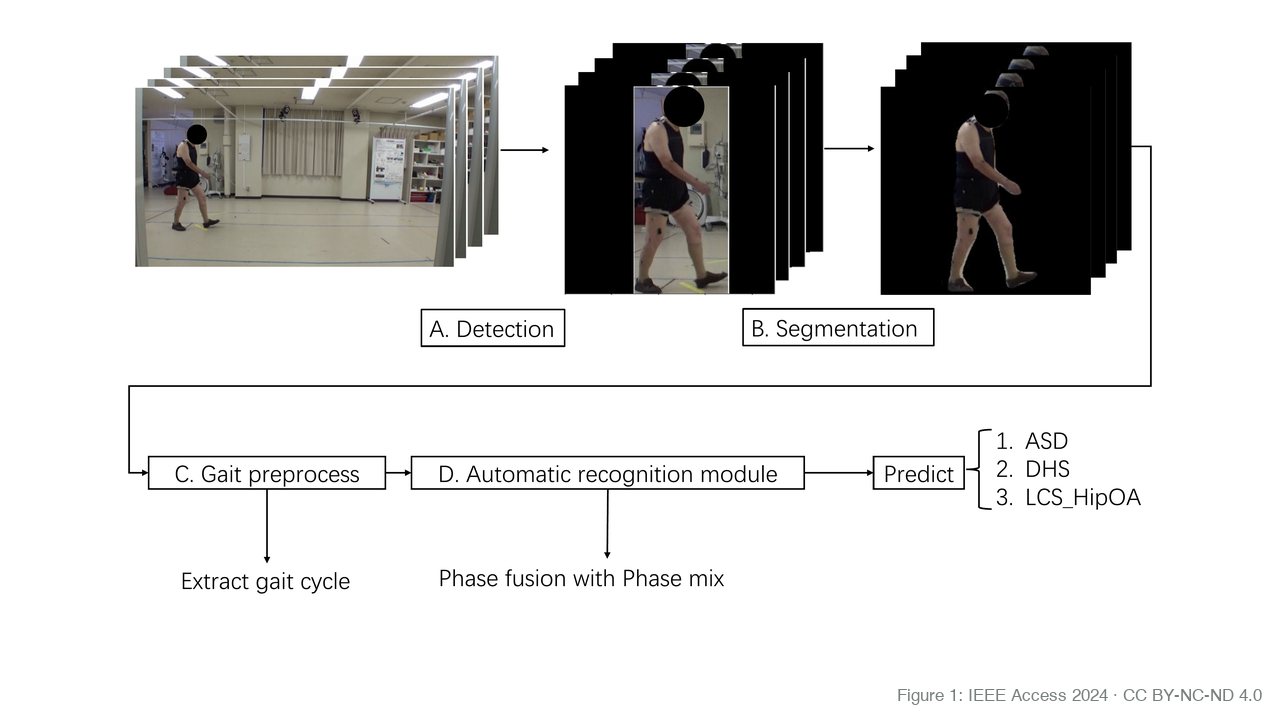 A. Detection
B. Segmentation
C. Gait preprocess
D. Automatic recognition module
Predict
1. ASD
2. DHS
3. LCS_HipOA
Extract gait cycle
Phase fusion with Phase mix
Figure 1: IEEE Access 2024 · CC BY-NC-ND 4.0